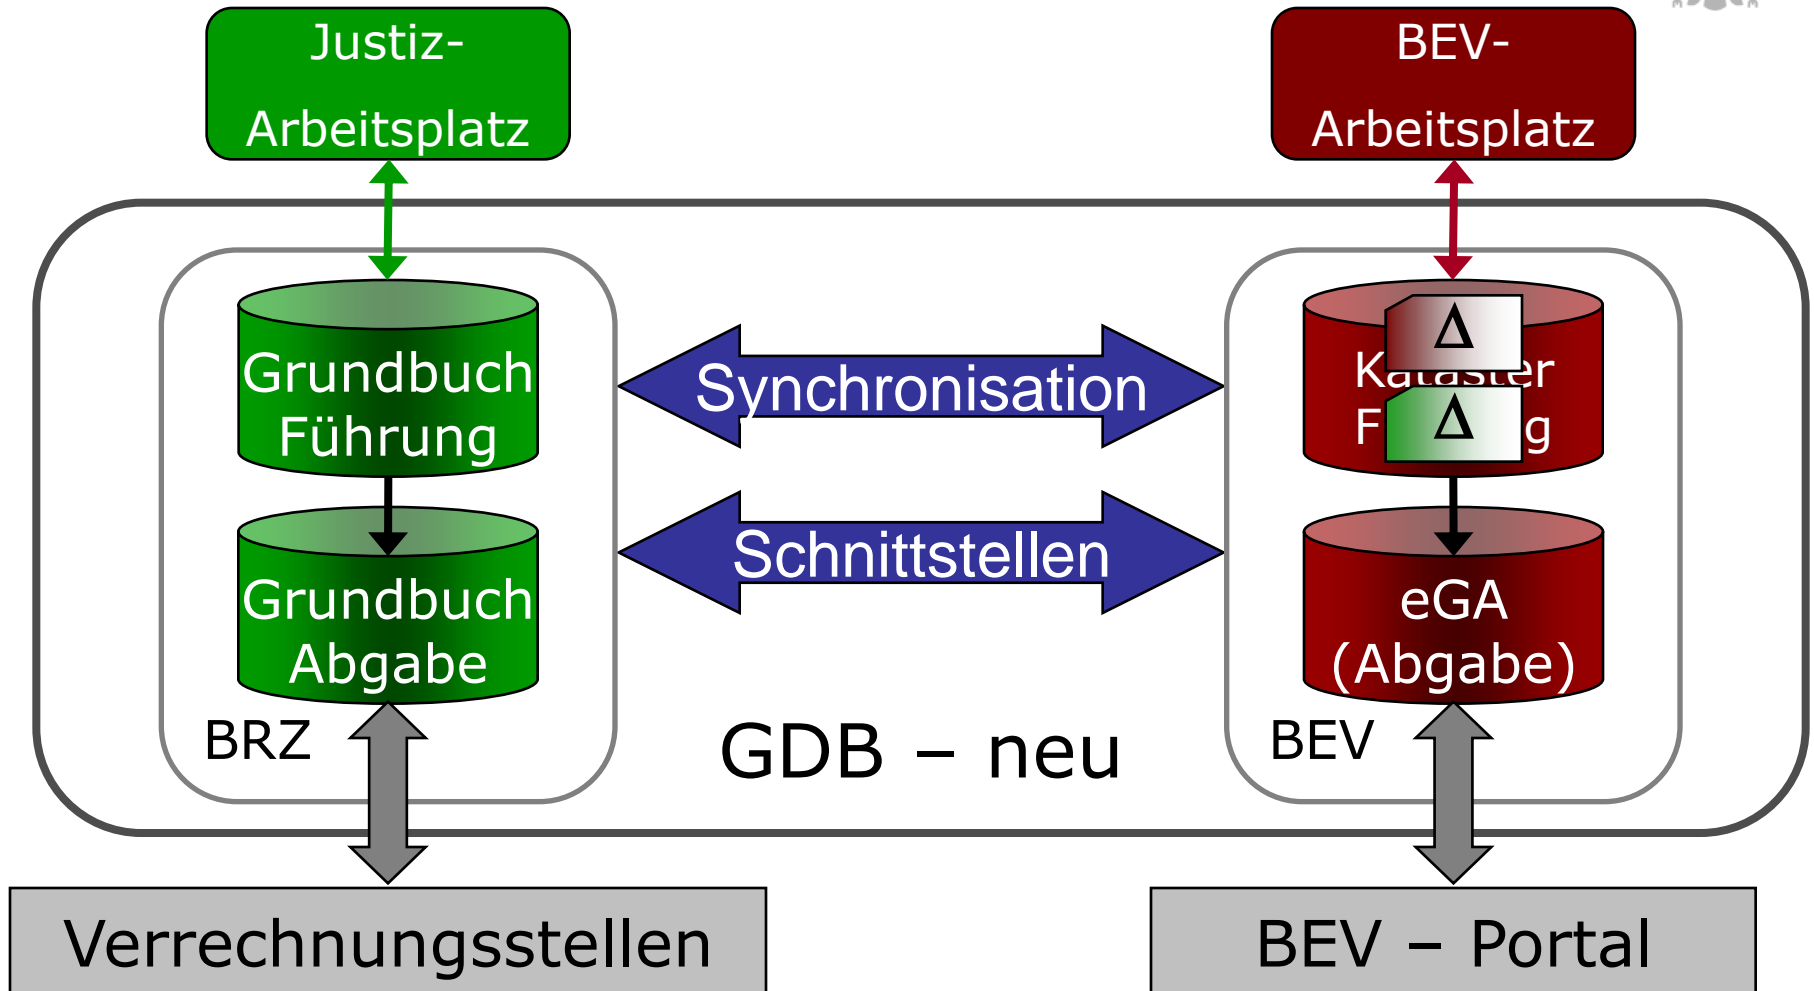 Justiz-
Arbeitsplatz
BEV-
Arbeitsplatz
Grundbuch
Führung
Synchronisation
Δ
Kataster
Δ
Schnittstellen
Grundbuch
Abgabe
eGA
(Abgabe)
BRZ
GDB – neu
BEV
Verrechnungsstellen
BEV – Portal